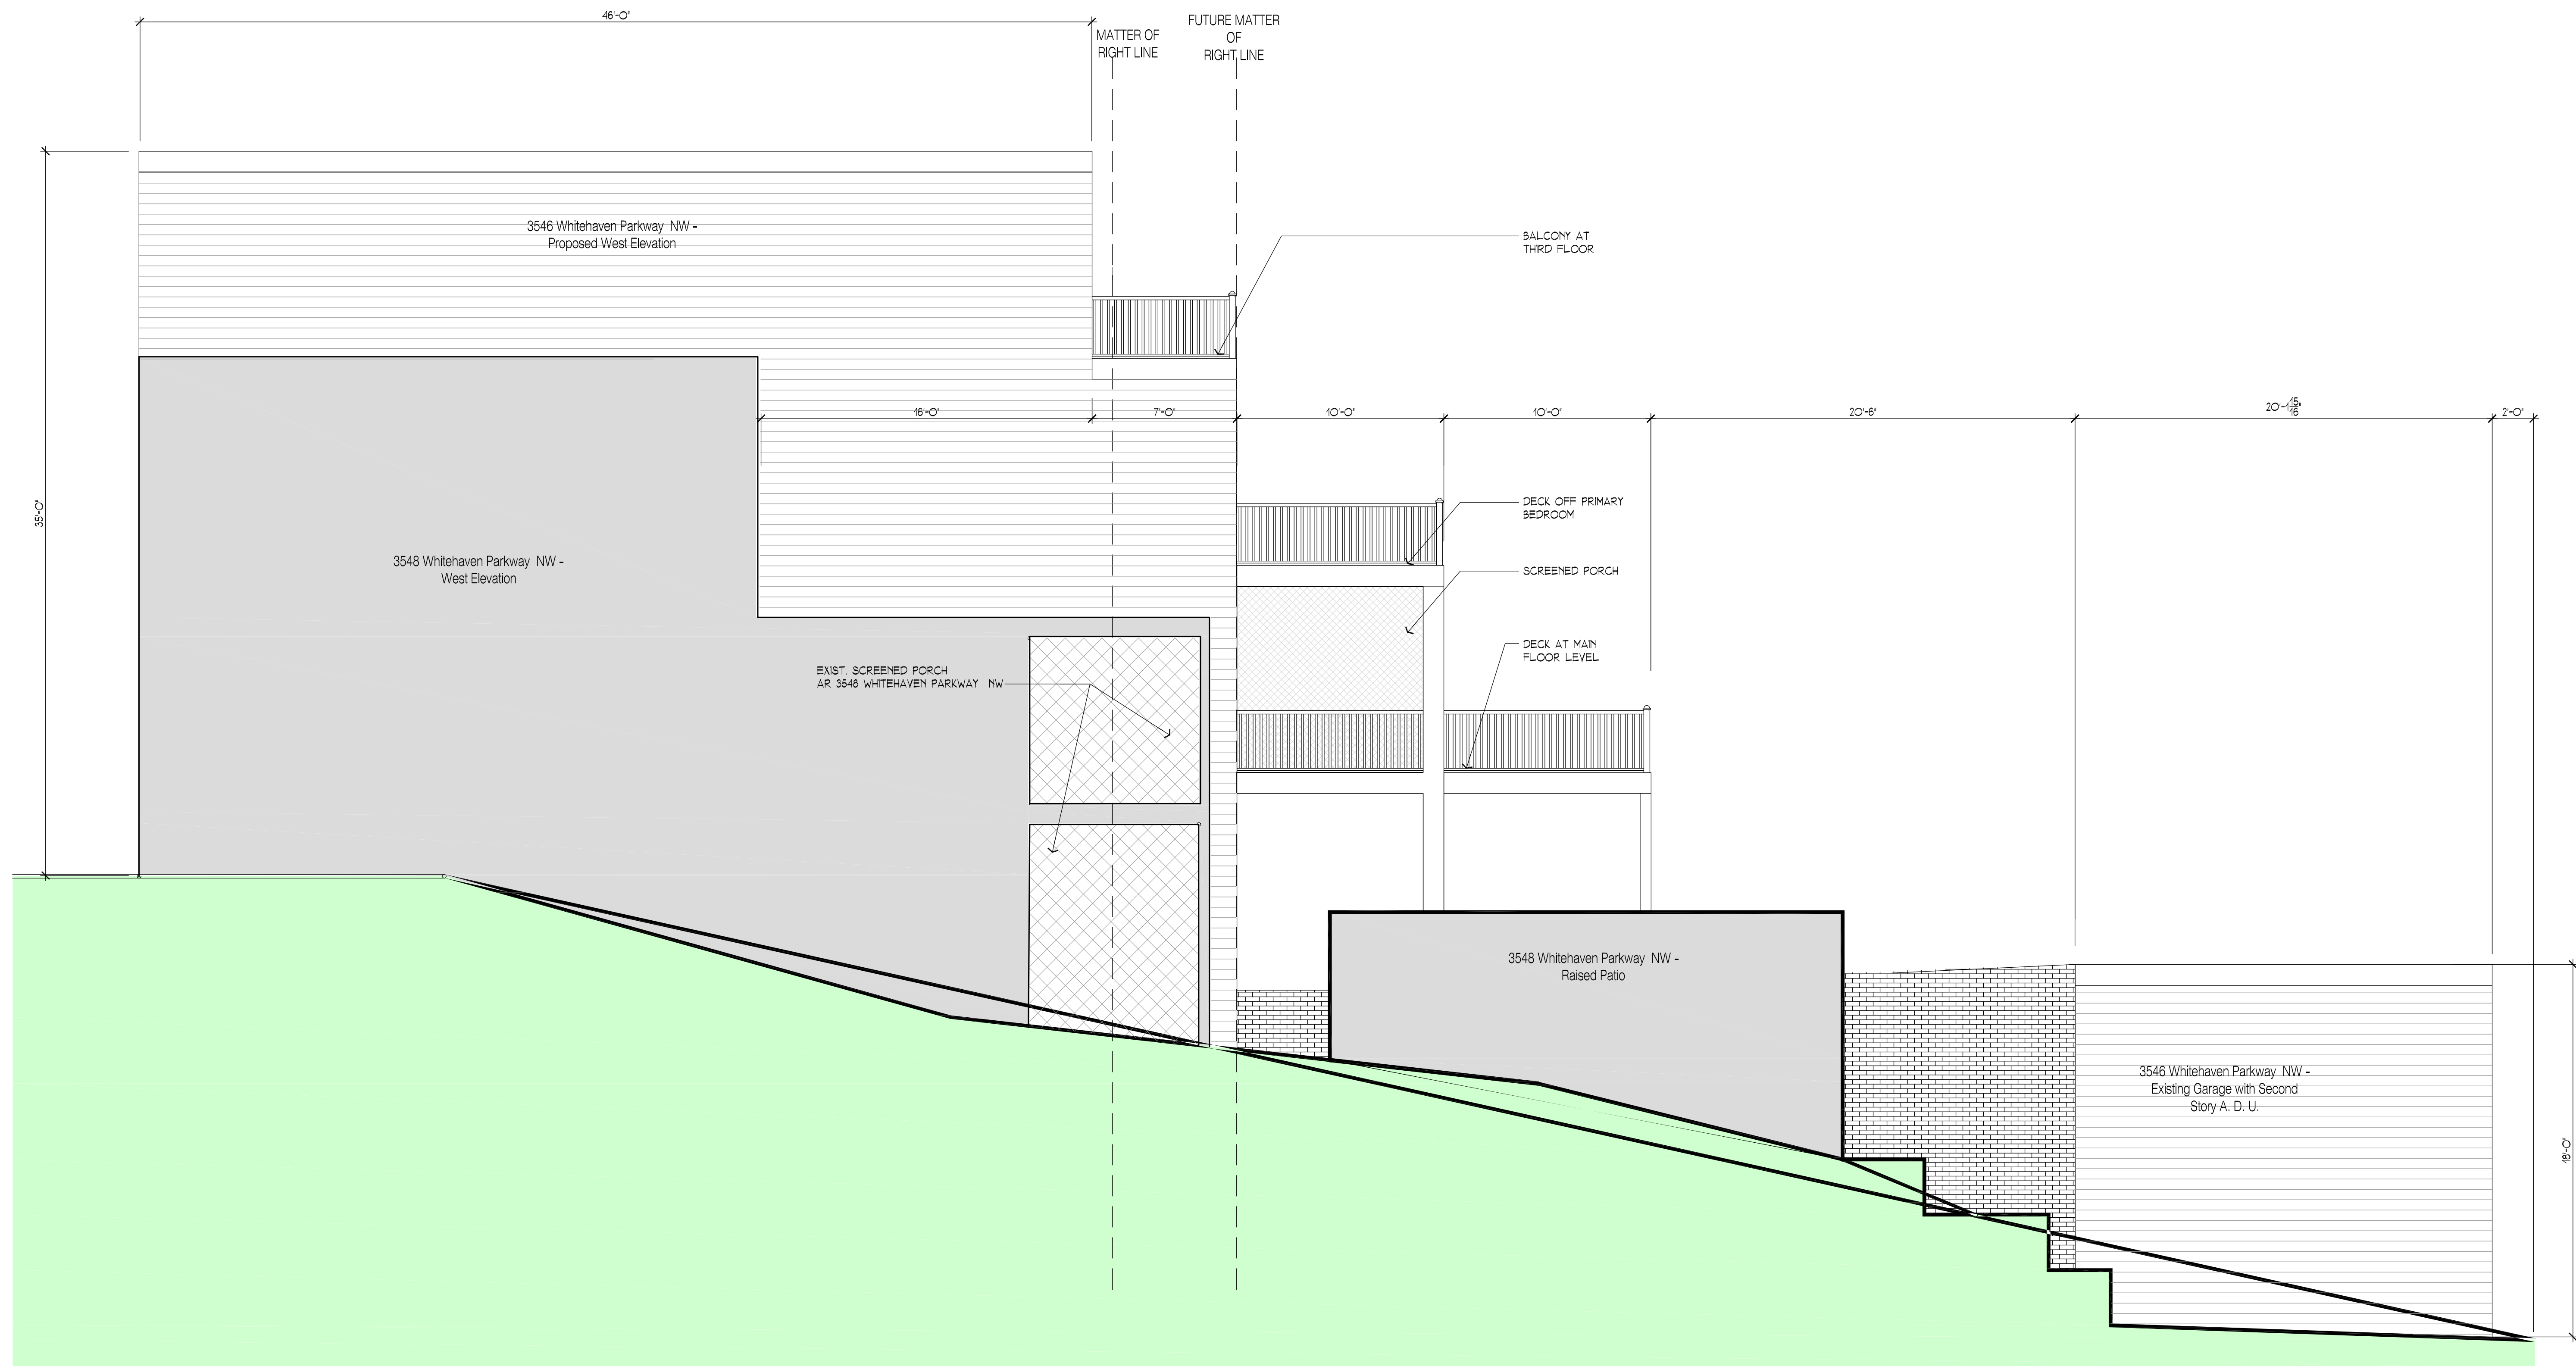 46'-0"
MATTER OF
RIGHT LINE
FUTURE MATTER
OF
RIGHT LINE
3546 Whitehaven Parkway NW -
Proposed West Elevation
BALCONY AT
THIRD FLOOR
35'-0"
16'-0"
7'-0"
10'-0"
10'-0"
20'-6"
20'-1 15/16"
2'-0"
DECK OFF PRIMARY
BEDROOM
3548 Whitehaven Parkway NW -
West Elevation
SCREENED PORCH
DECK AT MAIN
FLOOR LEVEL
EXIST. SCREENED PORCH
AR 3548 WHITEHAVEN PARKWAY NW
3548 Whitehaven Parkway NW -
Raised Patio
3546 Whitehaven Parkway NW -
Existing Garage with Second
Story A. D. U.
18'-0"